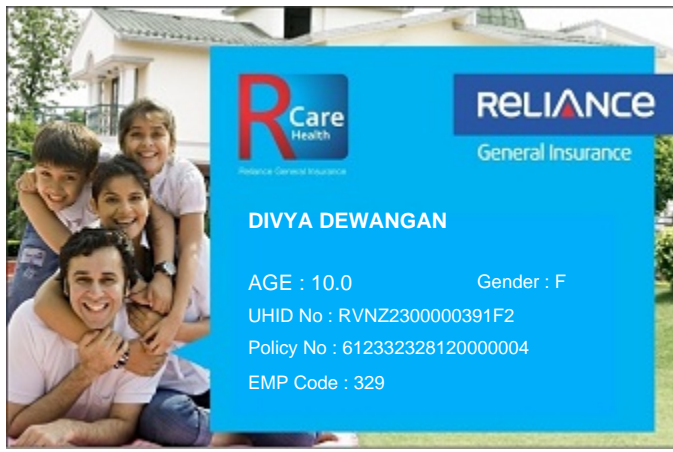 R Care
Health
Reliance General Insurance
RELIANCE
General Insurance
DIVYA DEWANGAN
AGE : 10.0 Gender : F
UHID No : RVNZ2300000391F2
Policy No : 612332328120000004
EMP Code : 329